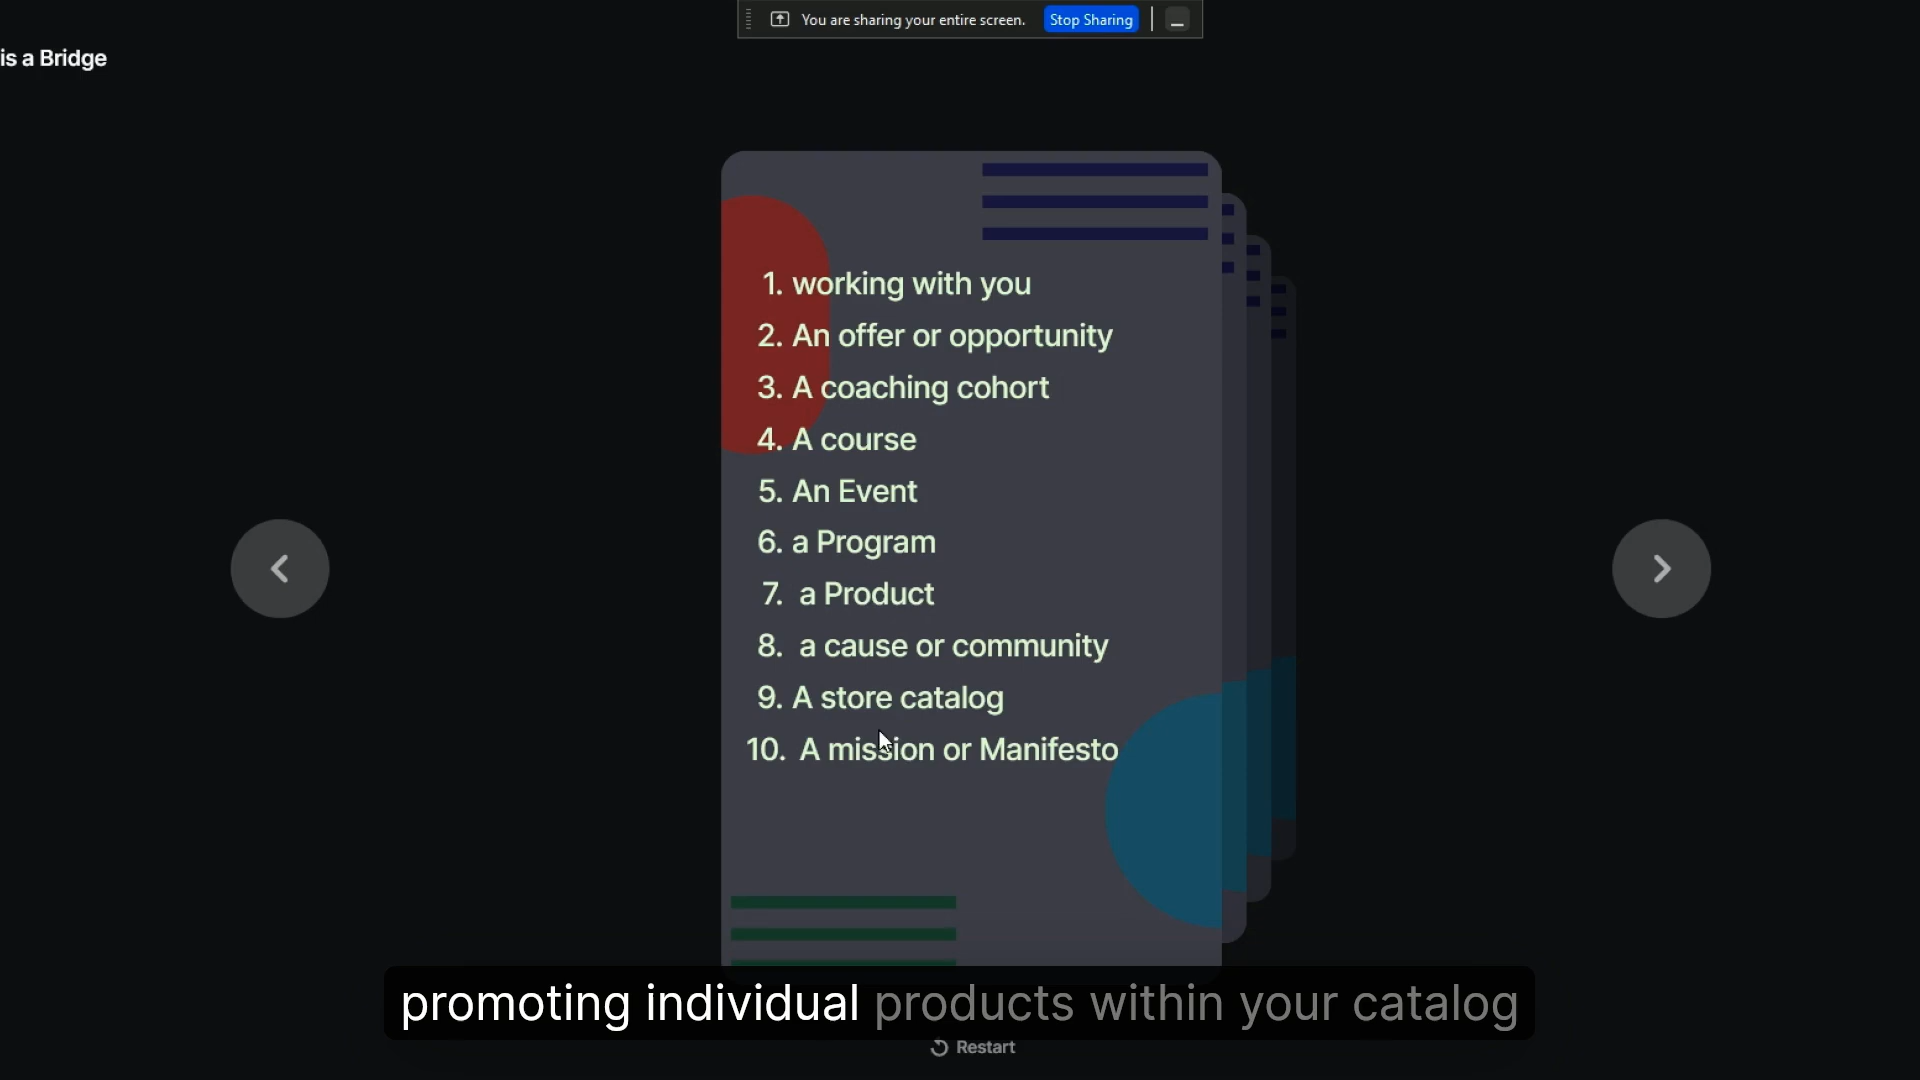 You are sharing your entire screen. Stop Sharing
is a Bridge
1. working with you
2. An offer or opportunity
3. A coaching cohort
4. A course
5. An Event
6. a Program
7. a Product
8. a cause or community
9. A store catalog
10. A mission or Manifesto
promoting individual products within your catalog
Restart